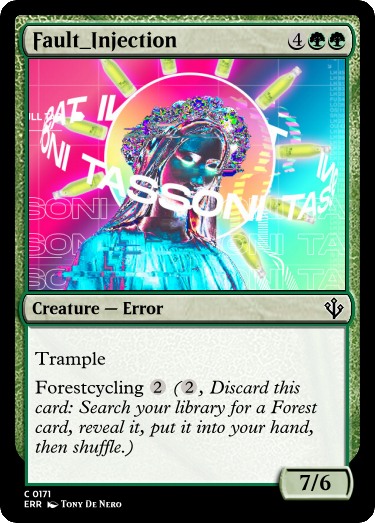 Fault_Injection 4
TASSONI
TASSONI
Creature — Error
Trample
Forestcycling 2 (2, Discard this
card: Search your library for a Forest
card, reveal it, put it into your hand,
then shuffle.)
7/6
C 0171
ERR Tony De Nero